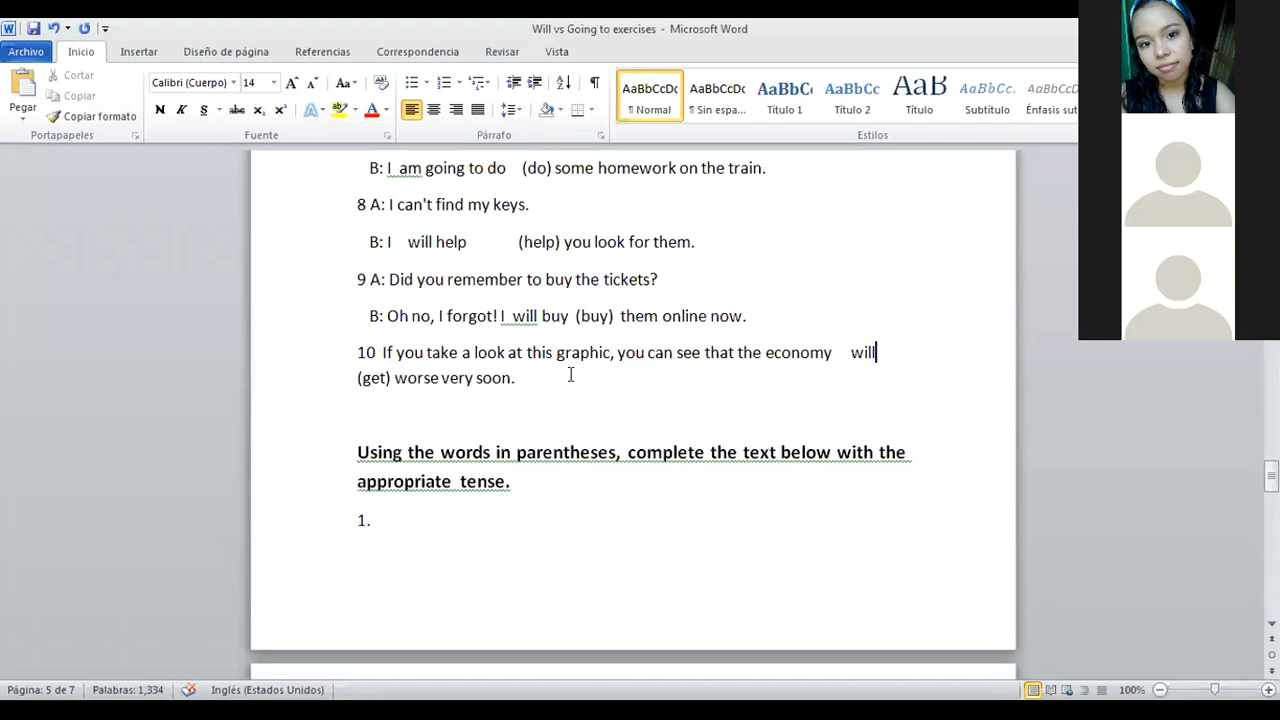 Will vs Going to exercises - Microsoft Word
Archivo Inicio Insertar Diseño de página Referencias Correspondencia Revisar Vista
Pegar
Cortar
Copiar
Copiar formato
Portapapeles
Calibri (Cuerpo) 14
N K S abc x₂ x²
Fuente
Párrafo
AaBbCcDc AaBbCcDc AaBbC AaBbCc AaB AaBbCc. AaBbCcDc
¶ Normal ¶ Sin espa... Título 1 Título 2 Título Subtítulo Énfasis sut
Estilos
B: I am going to do (do) some homework on the train.
8 A: I can't find my keys.
B: I will help (help) you look for them.
9 A: Did you remember to buy the tickets?
B: Oh no, I forgot! I will buy (buy) them online now.
10 If you take a look at this graphic, you can see that the economy will
(get) worse very soon.
Using the words in parentheses, complete the text below with the
appropriate tense.
1.
Página: 5 de 7 Palabras: 1,334 Inglés (Estados Unidos) 100%